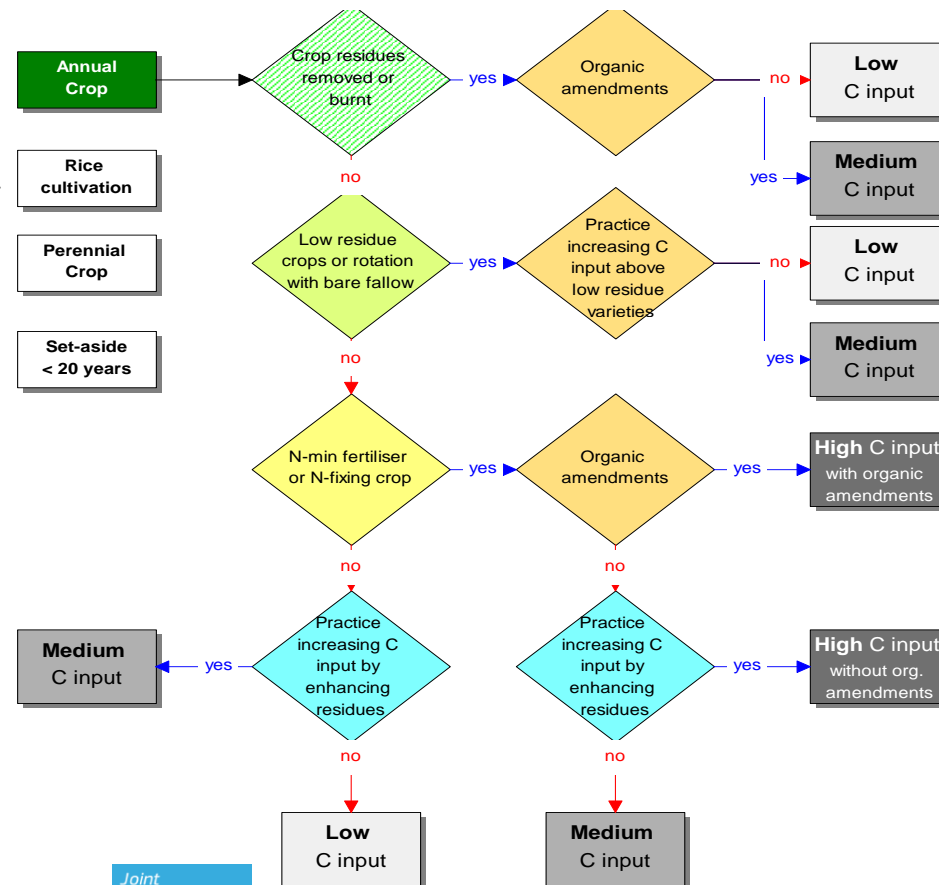 Annual
Crop
Crop residues
removed or
burnt
yes
Organic
amendments
no
Low
C input
Rice
cultivation
no
yes
Medium
C input
Perennial
Crop
Low residue
crops or rotation
with bare fallow
yes
Practice
increasing C
input above
low residue
varieties
no
Low
C input
Set-aside
< 20 years
no
yes
Medium
C input
N-min fertiliser
or N-fixing crop
yes
Organic
amendments
yes
High C input
with organic
amendments
no
no
Medium
C input
yes
Practice
increasing C
input by
enhancing
residues
Practice
increasing C
input by
enhancing
residues
yes
High C input
without org.
amendments
no
no
Low
C input
Medium
C input
Joint